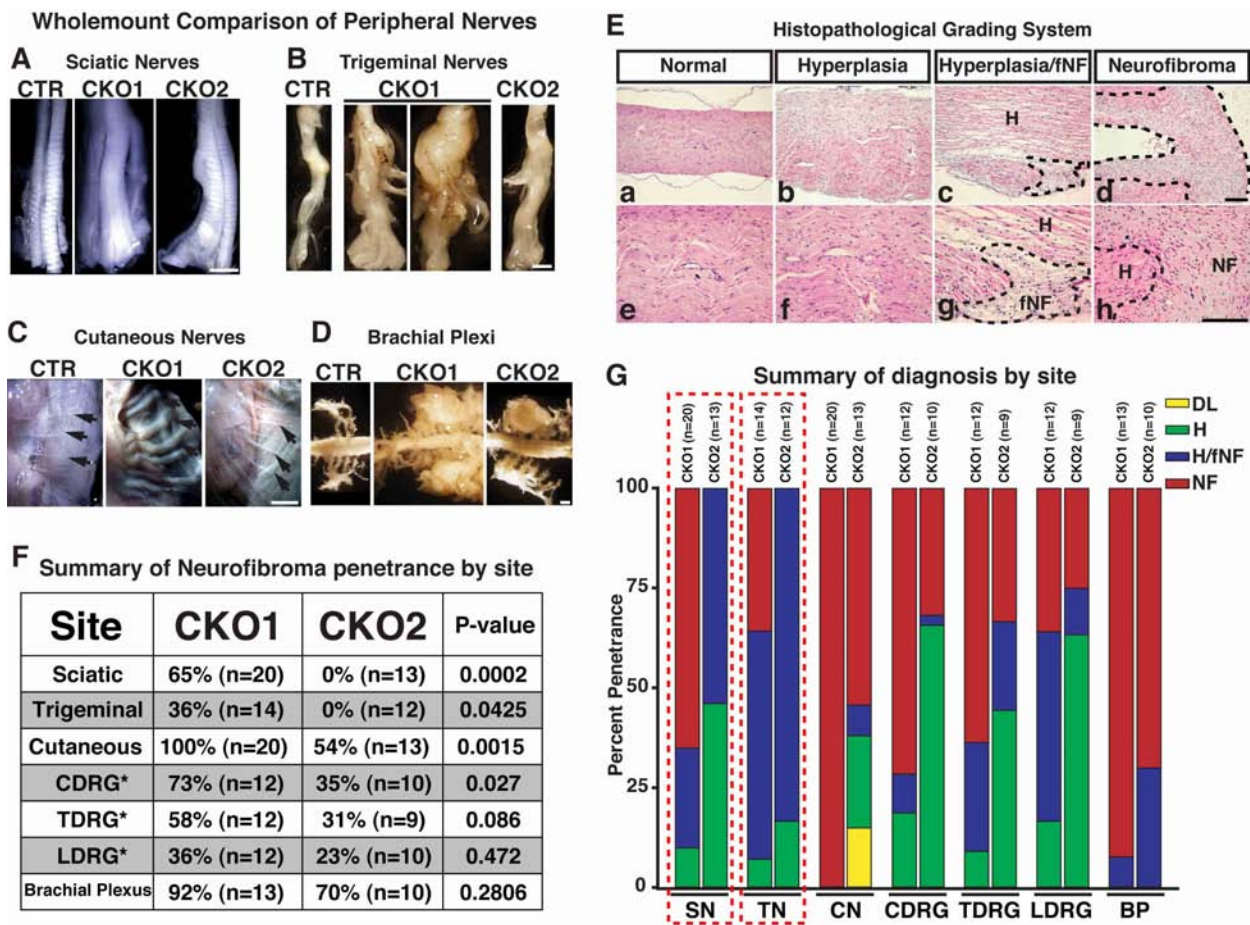 Wholemount Comparison of Peripheral Nerves
A Sciatic Nerves
CTR CKO1 CKO2
B Trigeminal Nerves
CTR CKO1 CKO2
C Cutaneous Nerves
CTR CKO1 CKO2
D Brachial Plexi
CTR CKO1 CKO2
E Histopathological Grading System
Normal Hyperplasia Hyperplasia/fNF Neurofibroma
H
a b c d
H H NF
fNF
e f g h
F Summary of Neurofibroma penetrance by site
Site CKO1 CKO2 P-value
Sciatic 65% (n=20) 0% (n=13) 0.0002
Trigeminal 36% (n=14) 0% (n=12) 0.0425
Cutaneous 100% (n=20) 54% (n=13) 0.0015
CDRG* 73% (n=12) 35% (n=10) 0.027
TDRG* 58% (n=12) 31% (n=9) 0.086
LDRG* 36% (n=12) 23% (n=10) 0.472
Brachial Plexus 92% (n=13) 70% (n=10) 0.2806
G Summary of diagnosis by site
DL
H
H/fNF
NF
CKO1 (n=20)
CKO2 (n=13)
CKO1 (n=14)
CKO2 (n=12)
CKO1 (n=20)
CKO2 (n=13)
CKO1 (n=12)
CKO2 (n=10)
CKO1 (n=12)
CKO2 (n=9)
CKO1 (n=12)
CKO2 (n=9)
CKO1 (n=13)
CKO2 (n=10)
Percent Penetrance
100
75
50
25
0
SN TN CN CDRG TDRG LDRG BP